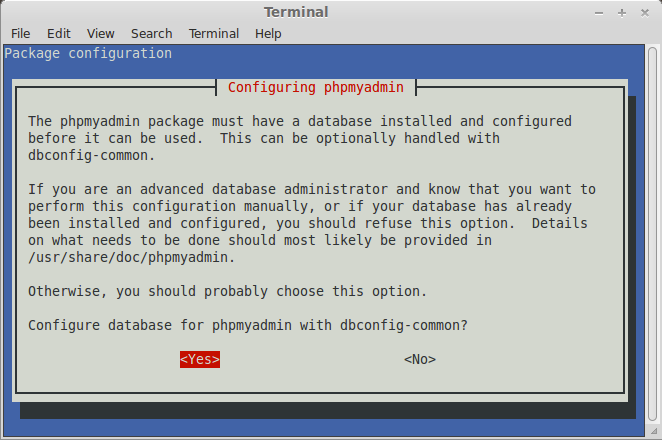 Terminal
File Edit View Search Terminal Help
Package configuration
Configuring phpmyadmin
The phpmyadmin package must have a database installed and configured
before it can be used.  This can be optionally handled with
dbconfig-common.
If you are an advanced database administrator and know that you want to
perform this configuration manually, or if your database has already
been installed and configured, you should refuse this option.  Details
on what needs to be done should most likely be provided in
/usr/share/doc/phpmyadmin.
Otherwise, you should probably choose this option.
Configure database for phpmyadmin with dbconfig-common?
<Yes> <No>